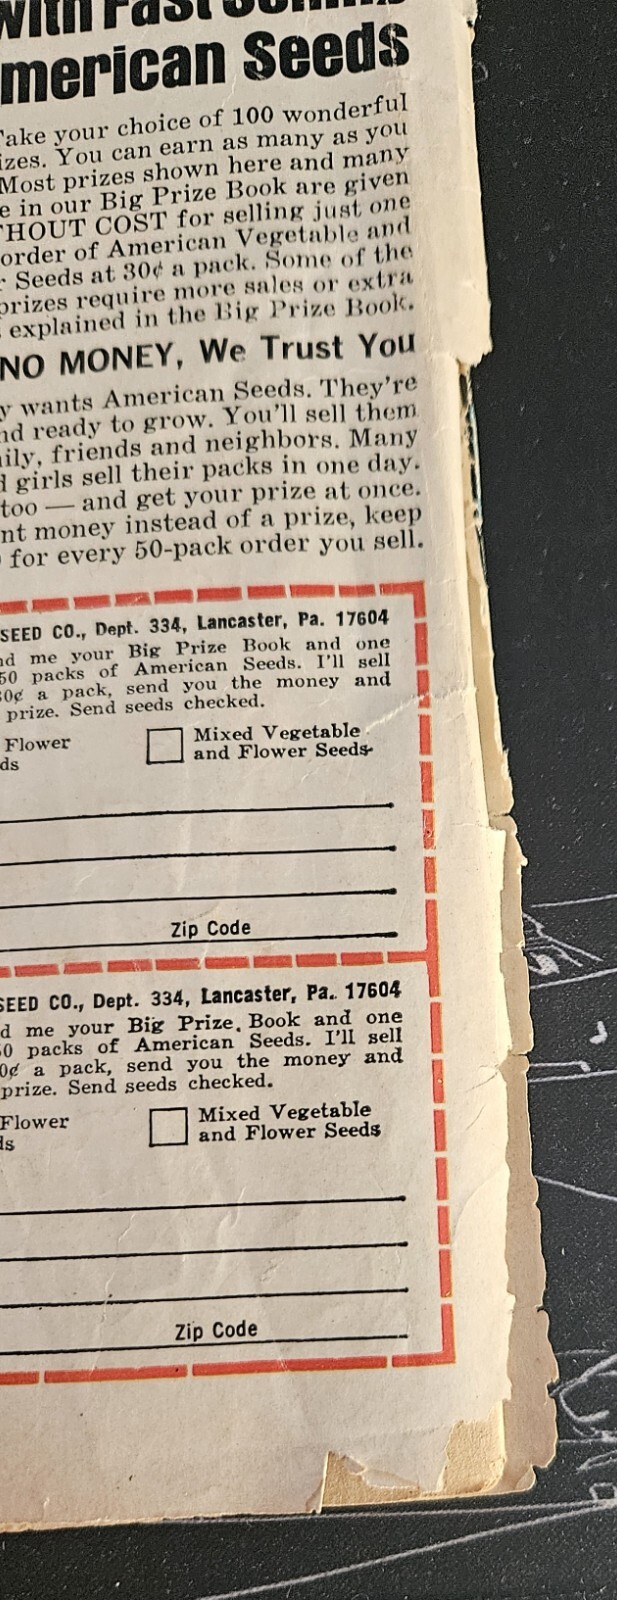 With Fast Selling
merican Seeds
Take your choice of 100 wonderful
izes. You can earn as many as you
Most prizes shown here and many
e in our Big Prize Book are given
THOUT COST for selling just one
order of American Vegetable and
r Seeds at 30¢ a pack. Some of the
prizes require more sales or extra
explained in the Big Prize Book.
NO MONEY, We Trust You
y wants American Seeds. They're
nd ready to grow. You'll sell them
ily, friends and neighbors. Many
d girls sell their packs in one day.
too — and get your prize at once.
nt money instead of a prize, keep
for every 50-pack order you sell.
SEED CO., Dept. 334, Lancaster, Pa. 17604
nd me your Big Prize Book and one
50 packs of American Seeds. I'll sell
30¢ a pack, send you the money and
prize. Send seeds checked.
Flower
ds
Mixed Vegetable
and Flower Seeds
Zip Code
SEED CO., Dept. 334, Lancaster, Pa. 17604
d me your Big Prize Book and one
50 packs of American Seeds. I'll sell
0¢ a pack, send you the money and
prize. Send seeds checked.
Flower
ds
Mixed Vegetable
and Flower Seeds
Zip Code